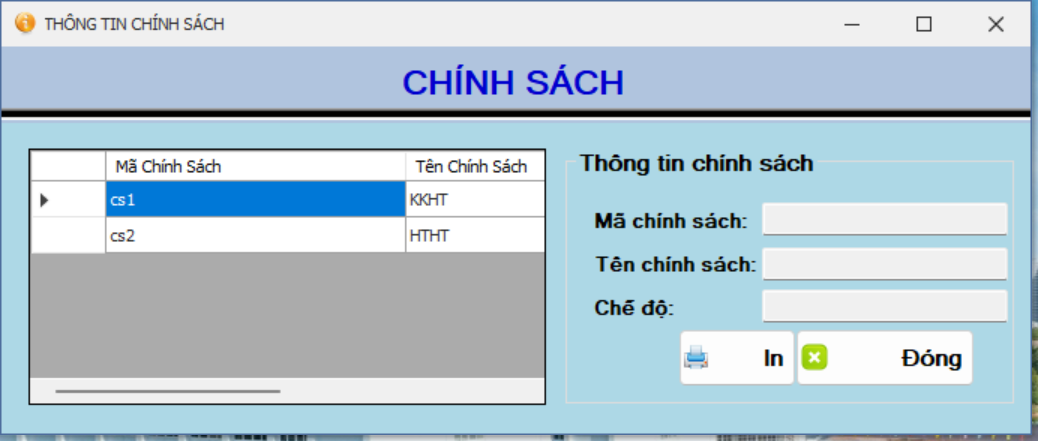 THÔNG TIN CHÍNH SÁCH
CHÍNH SÁCH
Mã Chính Sách Tên Chính Sách
cs1 KKHT
cs2 HTHT
Thông tin chính sách
Mã chính sách:
Tên chính sách:
Chế độ:
In Đóng